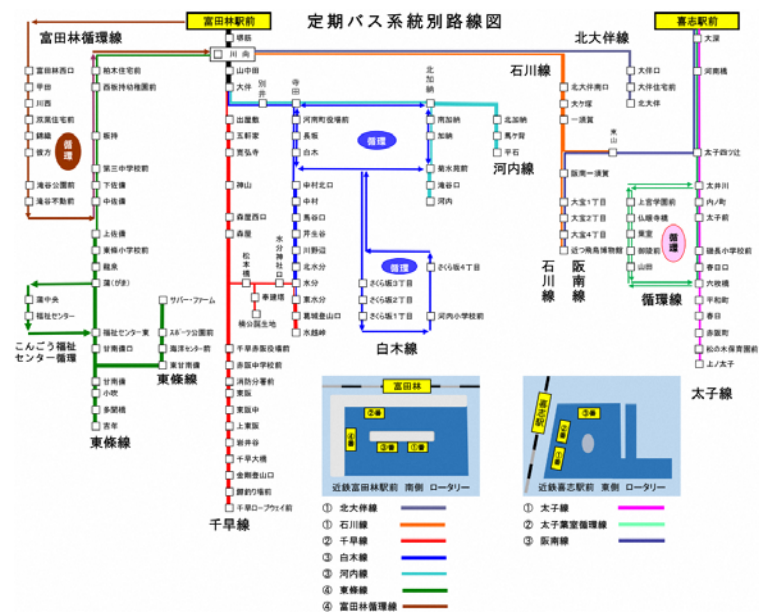 定期バス系統別路線図
富田林駅前
喜志駅前
富田林循環線
北大伴線
石川線
堺筋
川向
山中田
大伴
別井
寺田
北加納
大深
河南橋
富田林西口
甲田
川西
錦織
彼方
滝谷公園前
滝谷不動前
循環
柏木住宅前
西板持幼稚園前
板持
第三中学校前
下佐備
中佐備
上佐備
東條小学校前
龍泉
蒲(がま)
蒲中央
福祉センター
こんごう福祉
センター循環
福祉センター東
甘南備口
甘南備
小吹
多聞橋
吉年
東條線
サバー・ファーム
スポーツ公園前
海洋センター前
東甘南備
東條線
出屋敷
五軒家
寛弘寺
神山
森屋西口
森屋
松本橋
水分神社口
奉建塔
楠公誕生地
千早赤阪役場前
赤阪中学校前
消防分署前
東阪
東阪中
上東阪
岩井谷
千早大橋
金剛登山口
鱒釣り場前
千早ロープウェイ前
千早線
河南町役場前
長坂
白木
中村北口
中村
馬谷口
芹生谷
川野辺
北水分
水分
東水分
葛城登山口
水越峠
循環
南加納
加納
菊水苑前
滝谷口
河内
北加納
馬ケ背
平石
河内線
循環
さくら坂1丁目
さくら坂2丁目
さくら坂3丁目
さくら坂4丁目
河内小学校前
白木線
北大伴南口
大ケ塚
一須賀
東山
大伴口
大伴住宅前
北大伴
阪南一須賀
大宝1丁目
大宝2丁目
大宝4丁目
近つ飛鳥博物館
石川線
阪南線
太子四つ辻
太井川
内ノ町
太子前
磯長小学校前
春日口
六枚橋
平和町
春日
赤阪町
松の木保育園前
上ノ太子
太子線
上宮学園前
仏眼寺橋
葉室
御陵前
山田
循環
循環線
富田林
②番
④番
③番
①番
近鉄富田林駅前 南側 ロータリー
喜志駅
③番
②番
①番
近鉄喜志駅前 東側 ロータリー
① 北大伴線
① 石川線
② 千早線
③ 白木線
③ 河内線
④ 東條線
④ 富田林循環線
① 太子線
② 太子葉室循環線
③ 阪南線